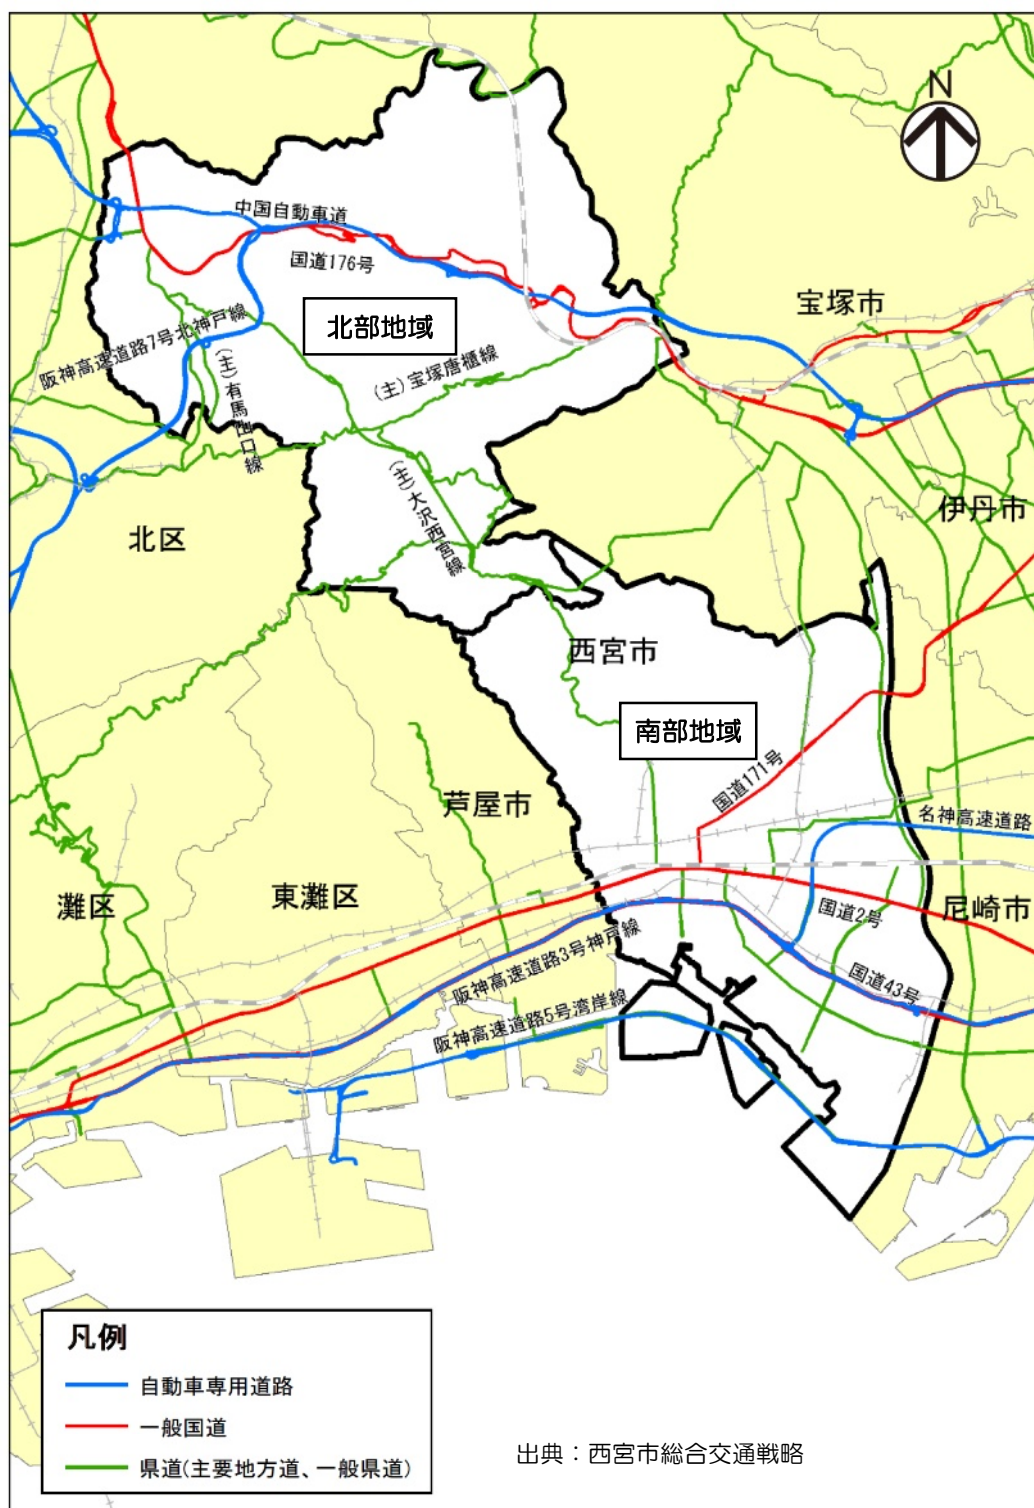 N
中国自動車道
国道176号
宝塚市
北部地域
阪神高速道路7号北神戸線
(主)宝塚唐櫃線
(主)有馬山口線
(主)大沢西宮線
伊丹市
北区
西宮市
南部地域
国道171号
芦屋市
名神高速道路
灘区
東灘区
国道2号
尼崎市
阪神高速道路3号神戸線
国道43号
阪神高速道路5号湾岸線
凡例
自動車専用道路
一般国道
県道(主要地方道、一般県道)
出典：西宮市総合交通戦略